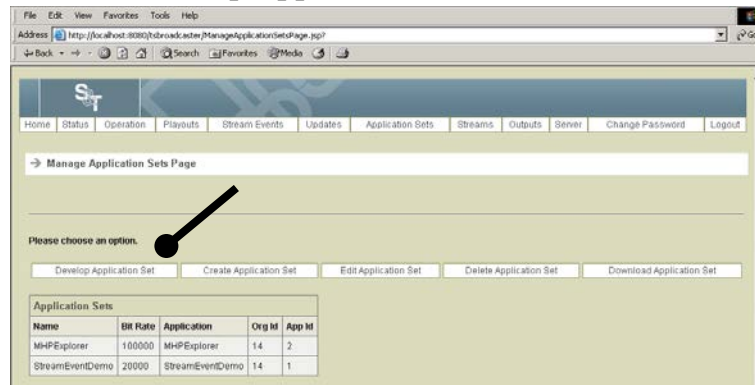 File Edit View Favorites Tools Help
Address http://localhost:8080/tsbroadcaster/ManageApplicationSetsPage.jsp?
Back Search Favorites Media
ST
Home Status Operation Playouts Stream Events Updates Application Sets Streams Outputs Server Change Password Logout
Manage Application Sets Page
Please choose an option.
Develop Application Set Create Application Set Edit Application Set Delete Application Set Download Application Set
Application Sets
Name Bit Rate Application Org Id App Id
MHPExplorer 100000 MHPExplorer 14 2
StreamEventDemo 20000 StreamEventDemo 14 1